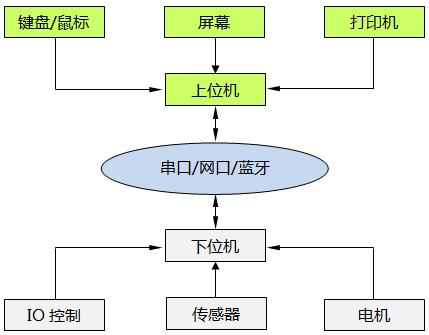 键盘/鼠标
屏幕
打印机
上位机
串口/网口/蓝牙
下位机
IO 控制
传感器
电机